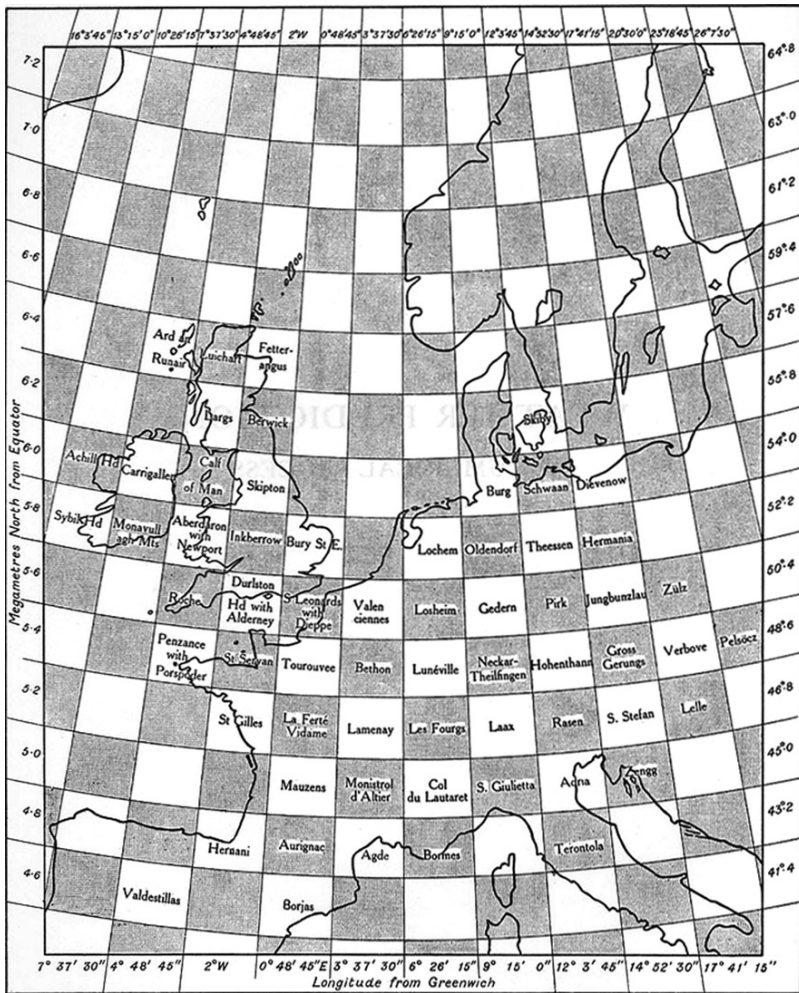 16°3'45" 13°15' 0" 10°26'15" 7°37'30" 4°48'45" 2°W 0°48'45" 3°37'30" 6°26'15" 9°15' 0" 12°3'45" 14°52'30" 17°41'15" 20°30'0" 23°18'45" 26°7'30"
7·2 64°·8
7·0 63°·0
6·8 61°·2
6·6 59°·4
6·4 57°·6
Ard an
Runair
Luichart
Fetter-
angus
6·2 55°·8
Largs
Berwick
Skiby
6·0 54°·0
Achill Hd
Carrigallen
Calf
of Man
Skipton
Burg Schwaan Dievenow
5·8 52°·2
Sybil Hd
Monavull
agh Mts
Aberdaron
with
Newport
Inkberrow Bury St E.
Lochem Oldendorf Theessen Hermania
5·6 50°·4
Roche
Durlston
Hd with
Alderney
St Leonards
with
Dieppe
Valen
ciennes
Losheim Gedern Pirk Jungbunzlau Zülz
5·4 48°·6
Penzance
with
Porspoder
St Servan
Tourouvee Bethon Lunéville
Neckar-
Theilfingen
Hohenthann
Gross
Gerungs
Verbove Pelsöcz
5·2 46°·8
St Gilles
La Ferté
Vidame
Lamenay Les Fourgs Laax Rasen S. Stefan Lelle
5·0 45°·0
Mauzens
Monistrol
d'Altier
Col
du Lautaret
S. Giulietta Adna Zengg
4·8 43°·2
Hernani Aurignac Agde Bormes Terontola
4·6 41°·4
Valdestillas Borjas
Megametres North from Equator
7° 37' 30" 4° 48' 45" 2°W 0° 48' 45"E 3° 37' 30" 6° 26' 15" 9° 15' 0" 12° 3' 45" 14° 52' 30" 17° 41' 15"
Longitude from Greenwich